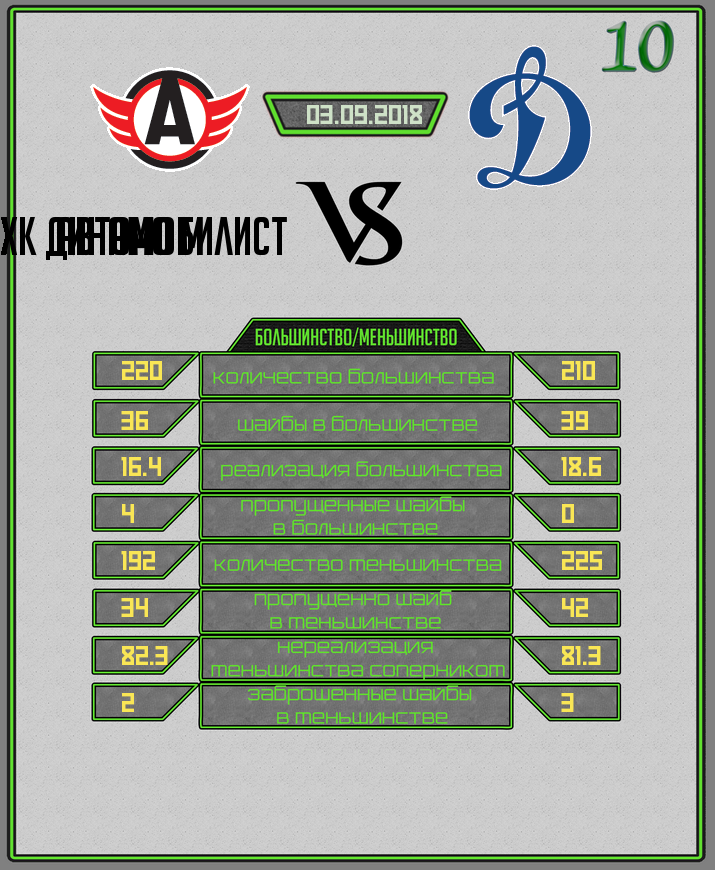 10
А
03.09.2018
Д
ХК АВТОМОБИЛИСТ
VS
БОЛЬШИНСТВО/МЕНЬШИНСТВО
220 количество большинства 210
36 шайбы в большинстве 39
16.4 реализация большинства 18.6
4 пропущенные шайбы 0
в большинстве
192 количество меньшинства 225
34 пропущенно шайб 42
в меньшинстве
82.3 нереализация 81.3
меньшинства соперником
2 заброшенные шайбы 3
в меньшинстве